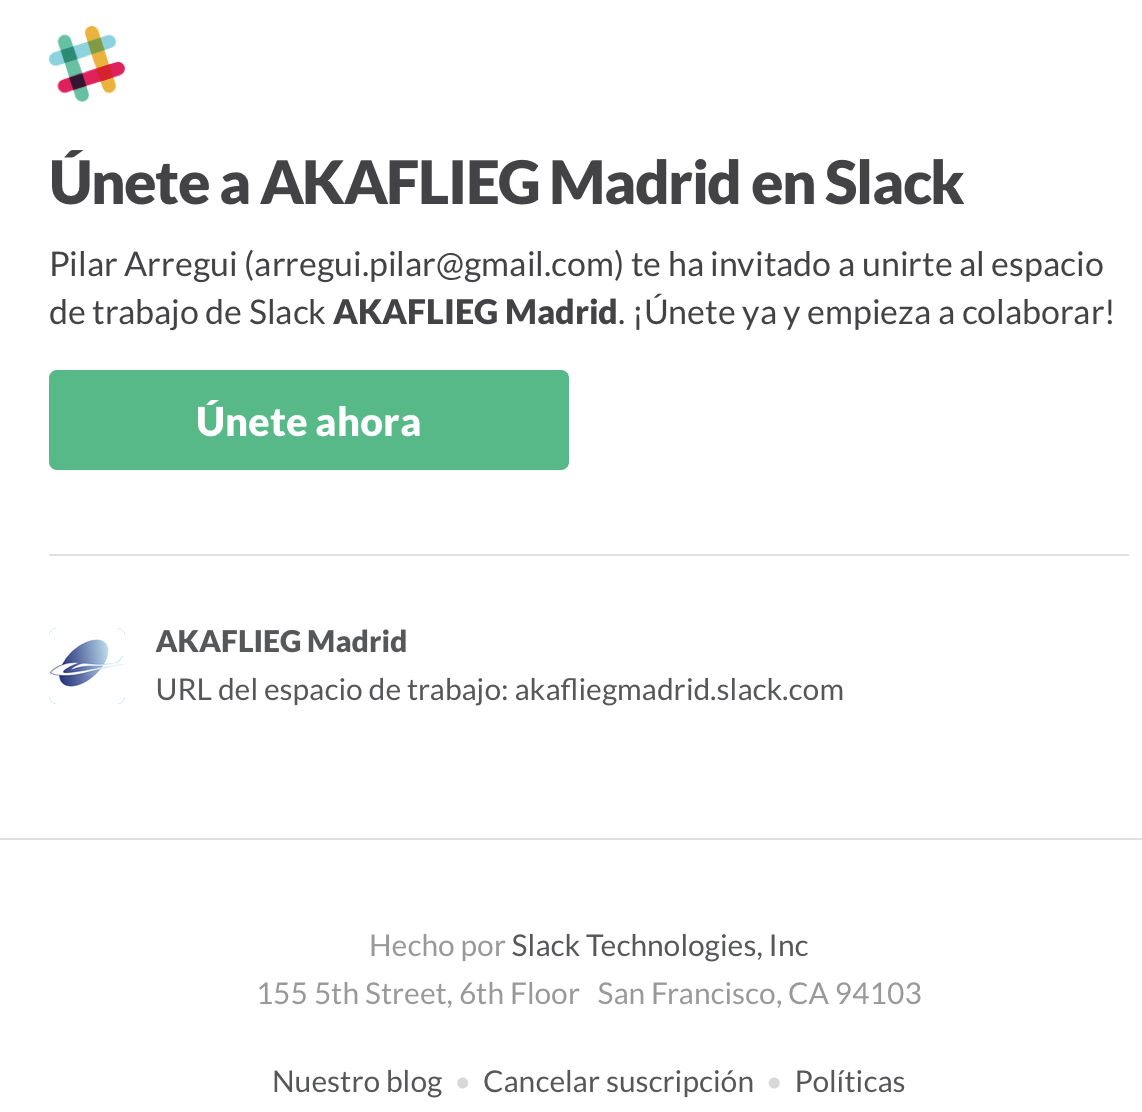 Únete a AKAFLIEG Madrid en Slack
Pilar Arregui (arregui.pilar@gmail.com) te ha invitado a unirte al espacio
de trabajo de Slack AKAFLIEG Madrid. ¡Únete ya y empieza a colaborar!
Únete ahora
AKAFLIEG Madrid
URL del espacio de trabajo: akafliegmadrid.slack.com
Hecho por Slack Technologies, Inc
155 5th Street, 6th Floor San Francisco, CA 94103
Nuestro blog • Cancelar suscripción • Políticas